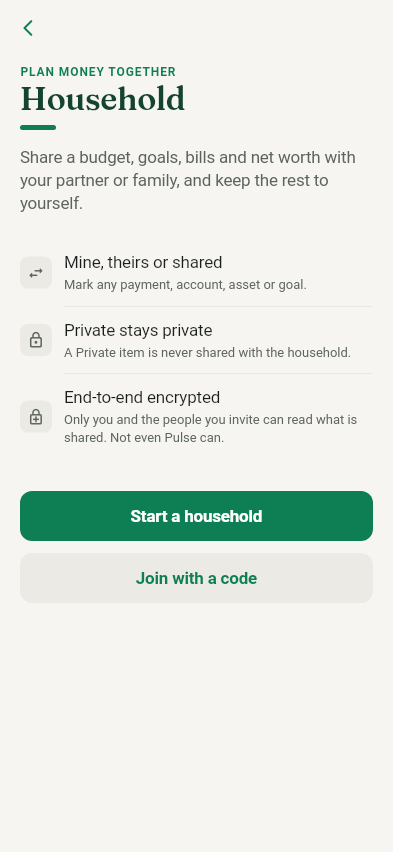 PLAN MONEY TOGETHER
Household
Share a budget, goals, bills and net worth with
your partner or family, and keep the rest to
yourself.
Mine, theirs or shared
Mark any payment, account, asset or goal.
Private stays private
A Private item is never shared with the household.
End-to-end encrypted
Only you and the people you invite can read what is
shared. Not even Pulse can.
Start a household
Join with a code